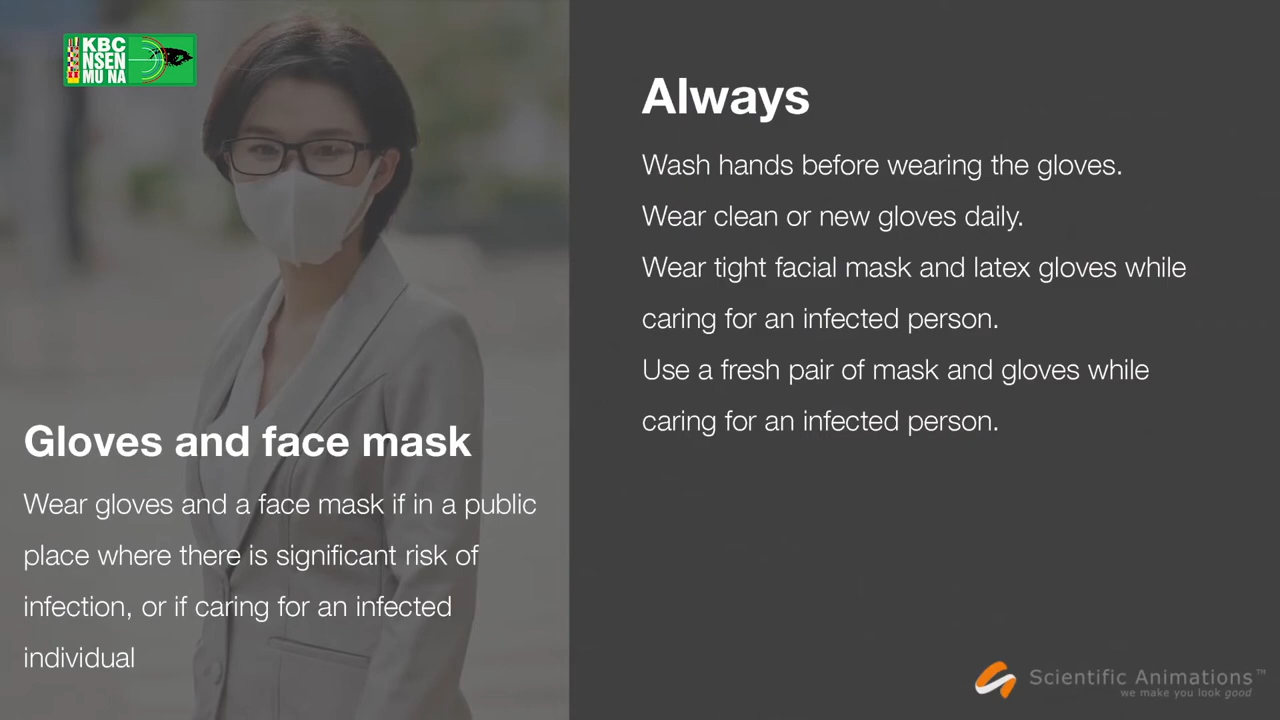 KBC
NSEN
MU NA
Gloves and face mask
Wear gloves and a face mask if in a public
place where there is significant risk of
infection, or if caring for an infected
individual
Always
Wash hands before wearing the gloves.
Wear clean or new gloves daily.
Wear tight facial mask and latex gloves while
caring for an infected person.
Use a fresh pair of mask and gloves while
caring for an infected person.
Scientific Animations™
we make you look good